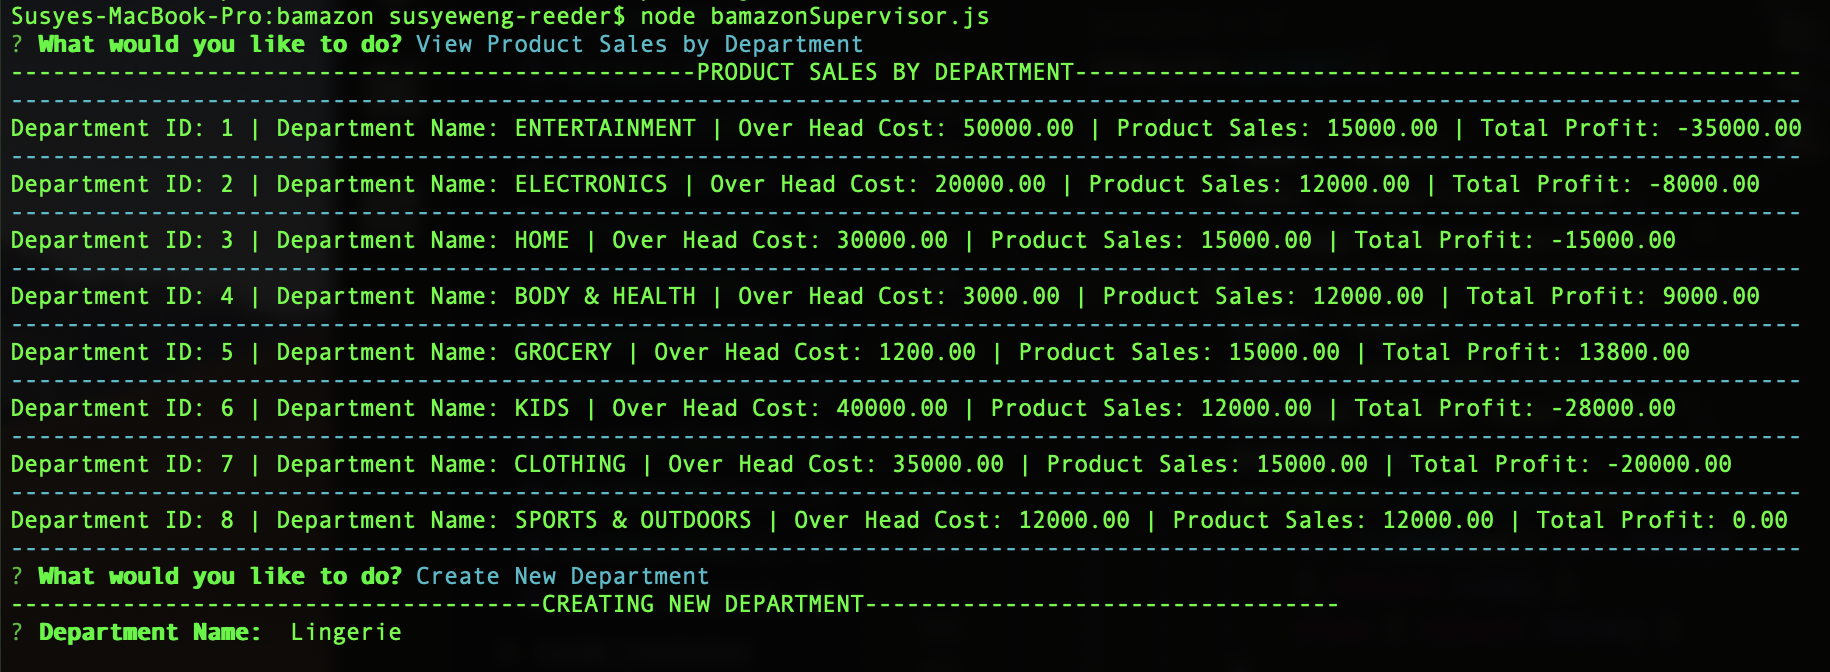 Susyes-MacBook-Pro:bamazon susyeweng-reeder$ node bamazonSupervisor.js
? What would you like to do? View Product Sales by Department
-------------------------------------------------PRODUCT SALES BY DEPARTMENT----------------------------------------------------
--------------------------------------------------------------------------------------------------------------------------------
Department ID: 1 | Department Name: ENTERTAINMENT | Over Head Cost: 50000.00 | Product Sales: 15000.00 | Total Profit: -35000.00
--------------------------------------------------------------------------------------------------------------------------------
Department ID: 2 | Department Name: ELECTRONICS | Over Head Cost: 20000.00 | Product Sales: 12000.00 | Total Profit: -8000.00
--------------------------------------------------------------------------------------------------------------------------------
Department ID: 3 | Department Name: HOME | Over Head Cost: 30000.00 | Product Sales: 15000.00 | Total Profit: -15000.00
--------------------------------------------------------------------------------------------------------------------------------
Department ID: 4 | Department Name: BODY & HEALTH | Over Head Cost: 3000.00 | Product Sales: 12000.00 | Total Profit: 9000.00
--------------------------------------------------------------------------------------------------------------------------------
Department ID: 5 | Department Name: GROCERY | Over Head Cost: 1200.00 | Product Sales: 15000.00 | Total Profit: 13800.00
--------------------------------------------------------------------------------------------------------------------------------
Department ID: 6 | Department Name: KIDS | Over Head Cost: 40000.00 | Product Sales: 12000.00 | Total Profit: -28000.00
--------------------------------------------------------------------------------------------------------------------------------
Department ID: 7 | Department Name: CLOTHING | Over Head Cost: 35000.00 | Product Sales: 15000.00 | Total Profit: -20000.00
--------------------------------------------------------------------------------------------------------------------------------
Department ID: 8 | Department Name: SPORTS & OUTDOORS | Over Head Cost: 12000.00 | Product Sales: 12000.00 | Total Profit: 0.00
--------------------------------------------------------------------------------------------------------------------------------
? What would you like to do? Create New Department
--------------------------------------CREATING NEW DEPARTMENT----------------------------------
? Department Name:  Lingerie